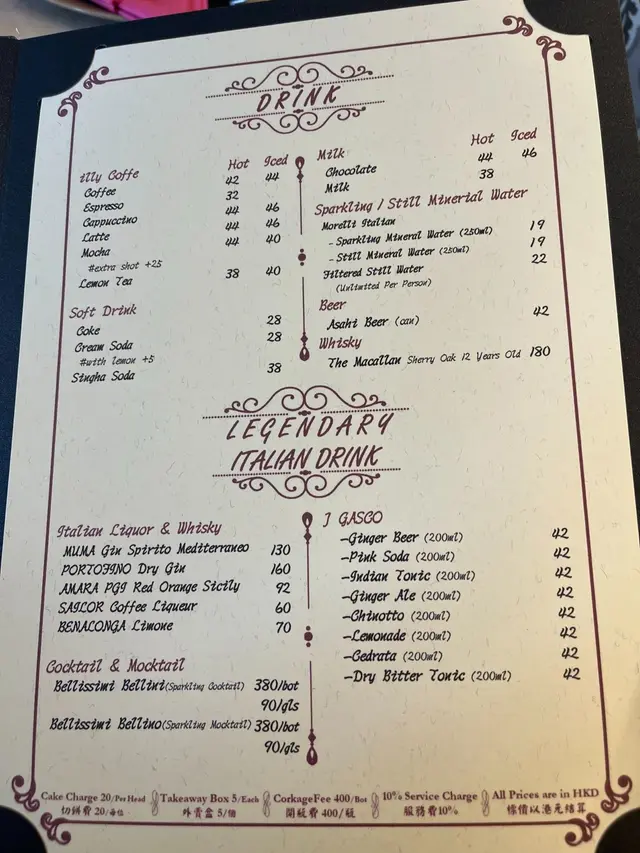 DRINK
Hot Iced
illy Coffe
Coffee 42 44
Espresso 32
Cappuccino 44 46
Latte 44 46
Mocha 44 40
#extra shot +25
Lemon Tea 38 40
Soft Drink
Coke 28
Cream Soda 28
#with lemon +5
Singha Soda 38
Hot Iced
Milk
Chocolate 44 46
Milk 38
Sparkling / Still Minerial Water
Morelli Italian
- Sparkling Mineral Water (250ml) 19
- Still Mineral Water (250ml) 19
Filtered Still Water 22
(Unlimited Per Person)
Beer
Asahi Beer (can) 42
Whisky
The Macallan Sherry Oak 12 Years Old 180
LEGENDARY
ITALIAN DRINK
Italian Liquor & Whisky
MUMA Gin Spirito Mediterraneo 130
PORTOFINO Dry Gin 160
AMARA PGI Red Orange Sicily 92
SAILOR Coffee Liqueur 60
BENALONGA Limone 70
Cocktail & Mocktail
Bellissimi Bellini(Sparkling Cocktail) 380/bot
90/gls
Bellissimi Bellino(Sparkling Mocktail) 380/bot
90/gls
J GASCO
-Ginger Beer (200ml) 42
-Pink Soda (200ml) 42
-Indian Tonic (200ml) 42
-Ginger Ale (200ml) 42
-Chinotto (200ml) 42
-Lemonade (200ml) 42
-Cedrata (200ml) 42
-Dry Bitter Tonic (200ml) 42
Cake Charge 20/Per Head Takeaway Box 5/Each CorkageFee 400/Bot 10% Service Charge All Prices are in HKD
切餅費 20/每位 外賣盒 5/個 開瓶費 400/瓶 服務費10% 標價以港元結算